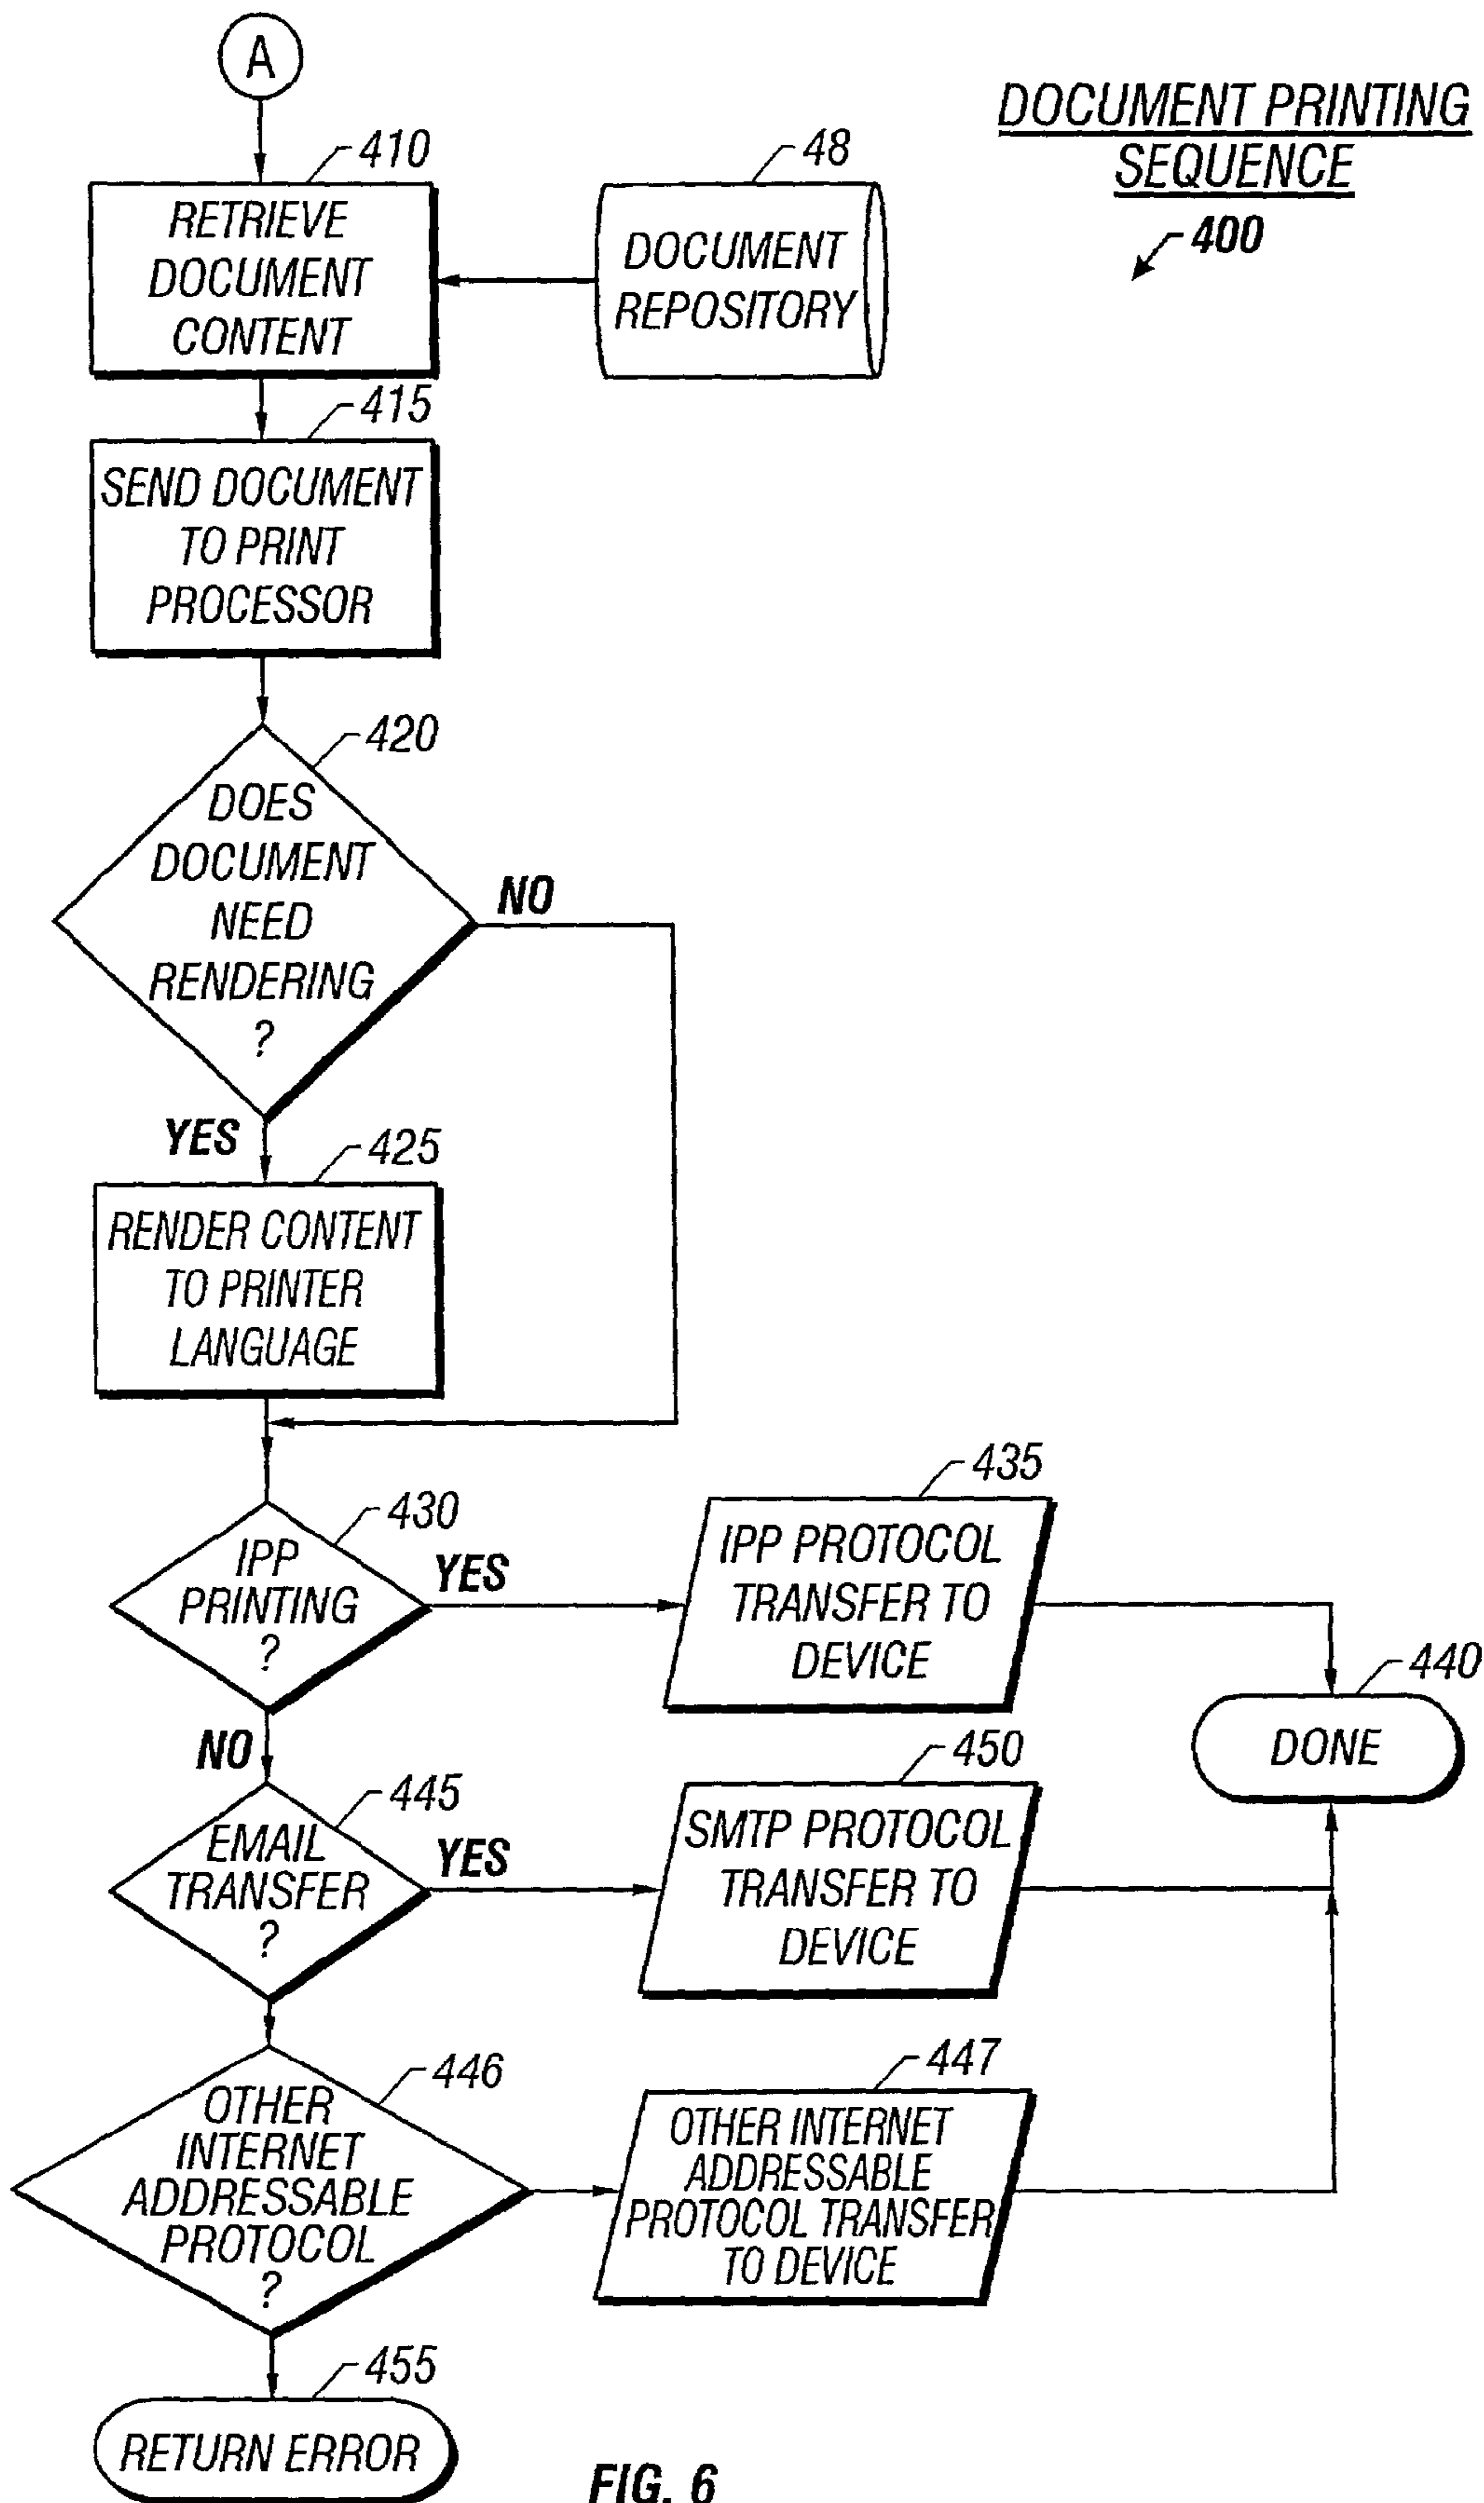 A
DOCUMENT PRINTING
SEQUENCE
400
410
RETRIEVE
DOCUMENT
CONTENT
48
DOCUMENT
REPOSITORY
415
SEND DOCUMENT
TO PRINT
PROCESSOR
420
DOES
DOCUMENT
NEED
RENDERING
?
NO
YES
425
RENDER CONTENT
TO PRINTER
LANGUAGE
430
IPP
PRINTING
?
YES
435
IPP PROTOCOL
TRANSFER TO
DEVICE
440
DONE
NO
445
EMAIL
TRANSFER
?
YES
450
SMTP PROTOCOL
TRANSFER TO
DEVICE
446
OTHER
INTERNET
ADDRESSABLE
PROTOCOL
?
447
OTHER INTERNET
ADDRESSABLE
PROTOCOL TRANSFER
TO DEVICE
455
RETURN ERROR
FIG. 6